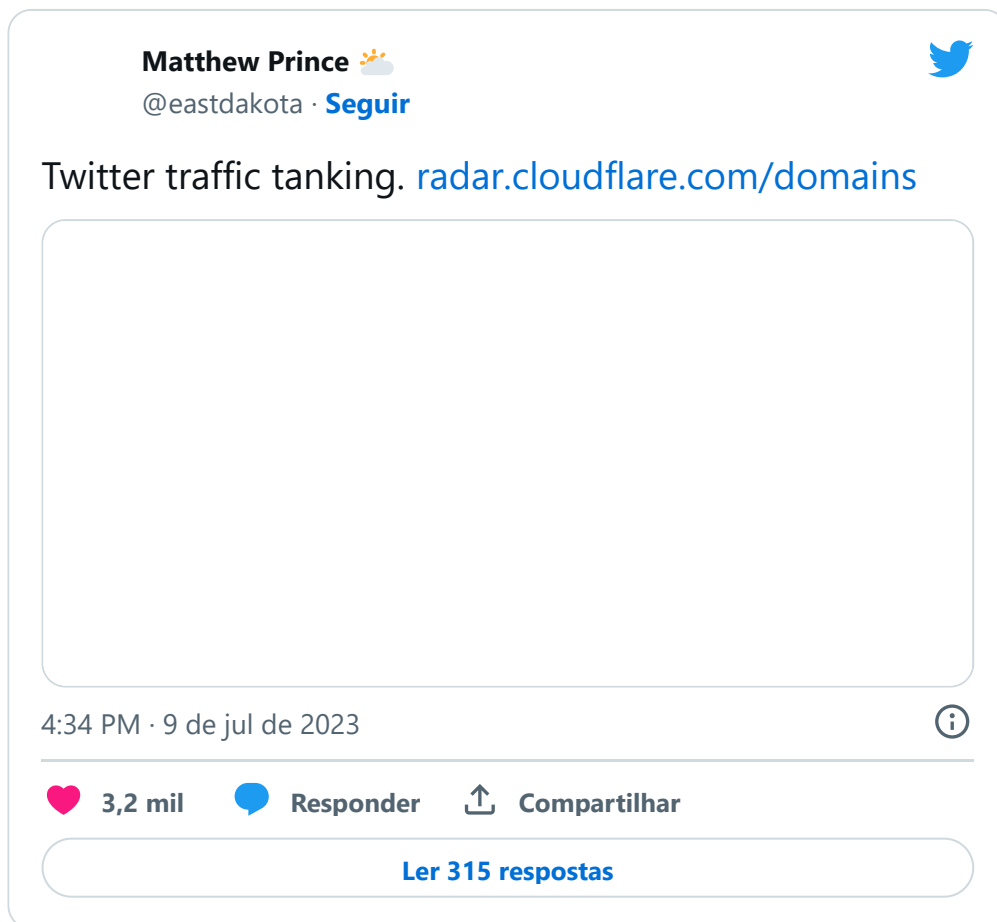 Matthew Prince 🌤️
@eastdakota · Seguir
Twitter traffic tanking. radar.cloudflare.com/domains
4:34 PM · 9 de jul de 2023
3,2 mil Responder Compartilhar
Ler 315 respostas